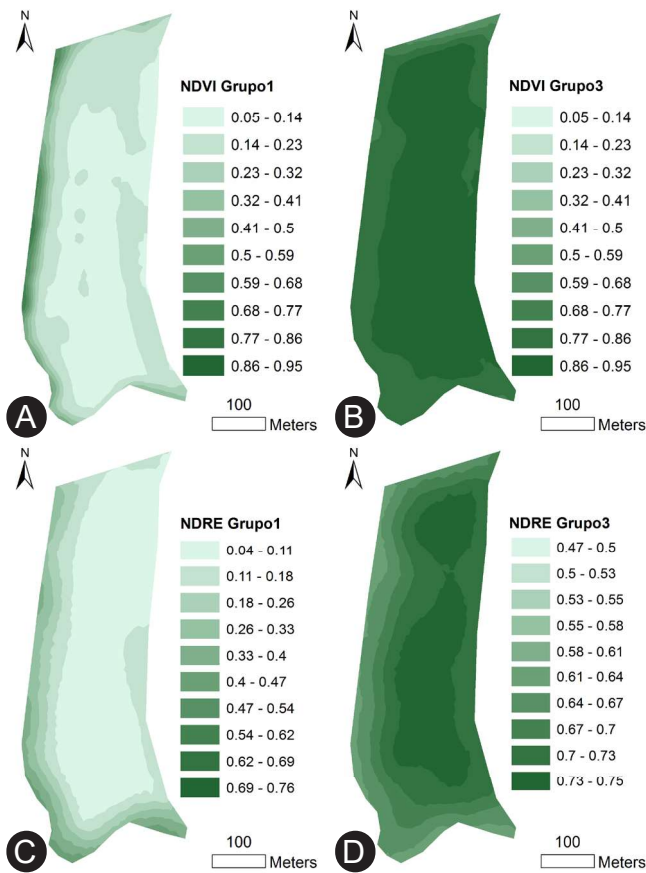 N
NDVI Grupo1
0.05 - 0.14
0.14 - 0.23
0.23 - 0.32
0.32 - 0.41
0.41 - 0.5
0.5 - 0.59
0.59 - 0.68
0.68 - 0.77
0.77 - 0.86
0.86 - 0.95
100
Meters
A
N
NDVI Grupo3
0.05 - 0.14
0.14 - 0.23
0.23 - 0.32
0.32 - 0.41
0.41 - 0.5
0.5 - 0.59
0.59 - 0.68
0.68 - 0.77
0.77 - 0.86
0.86 - 0.95
100
Meters
B
N
NDRE Grupo1
0.04 - 0.11
0.11 - 0.18
0.18 - 0.26
0.26 - 0.33
0.33 - 0.4
0.4 - 0.47
0.47 - 0.54
0.54 - 0.62
0.62 - 0.69
0.69 - 0.76
100
Meters
C
N
NDRE Grupo3
0.47 - 0.5
0.5 - 0.53
0.53 - 0.55
0.55 - 0.58
0.58 - 0.61
0.61 - 0.64
0.64 - 0.67
0.67 - 0.7
0.7 - 0.73
0.73 - 0.75
100
Meters
D